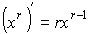 (x^r)' = rx^{r-1}